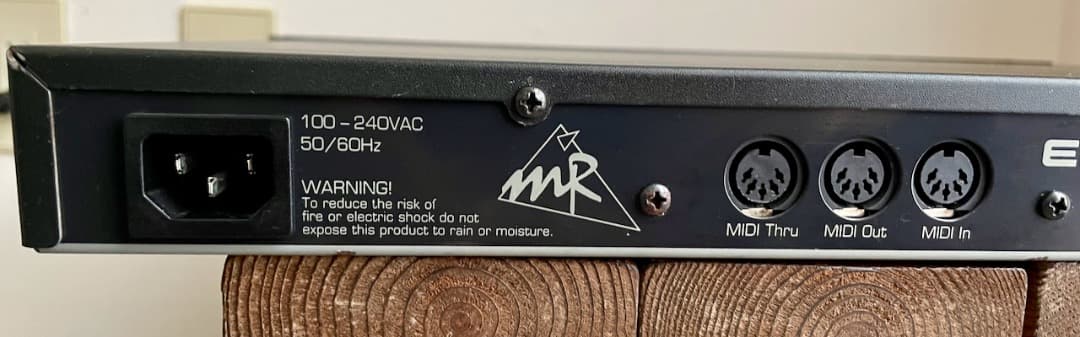 100-240VAC
50/60Hz
WARNING!
To reduce the risk of
fire or electric shock do not
expose this product to rain or moisture.
MR
MIDI Thru
MIDI Out
MIDI In
E